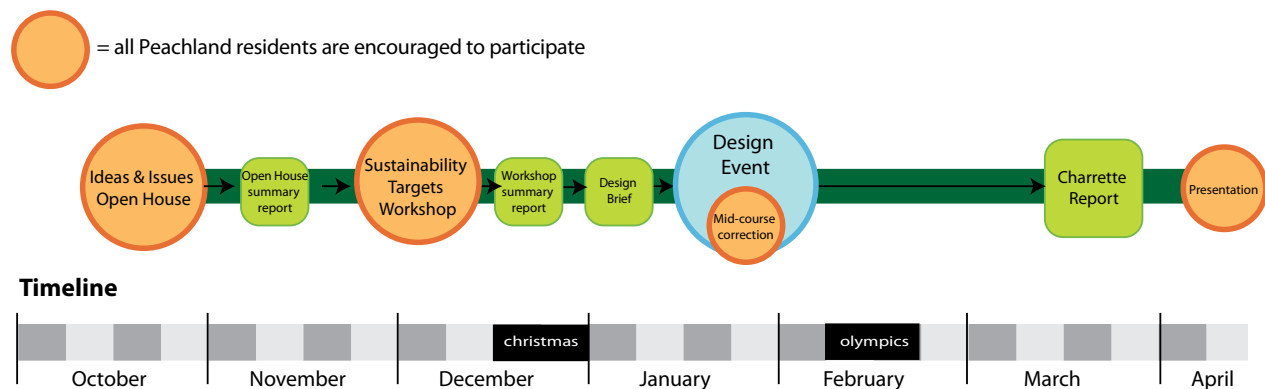 = all Peachland residents are encouraged to participate
Ideas & Issues
Open House
Open House
summary
report
Sustainability
Targets
Workshop
Workshop
summary
report
Design
Brief
Design
Event
Mid-course
correction
Charrette
Report
Presentation
Timeline
christmas
olympics
October
November
December
January
February
March
April